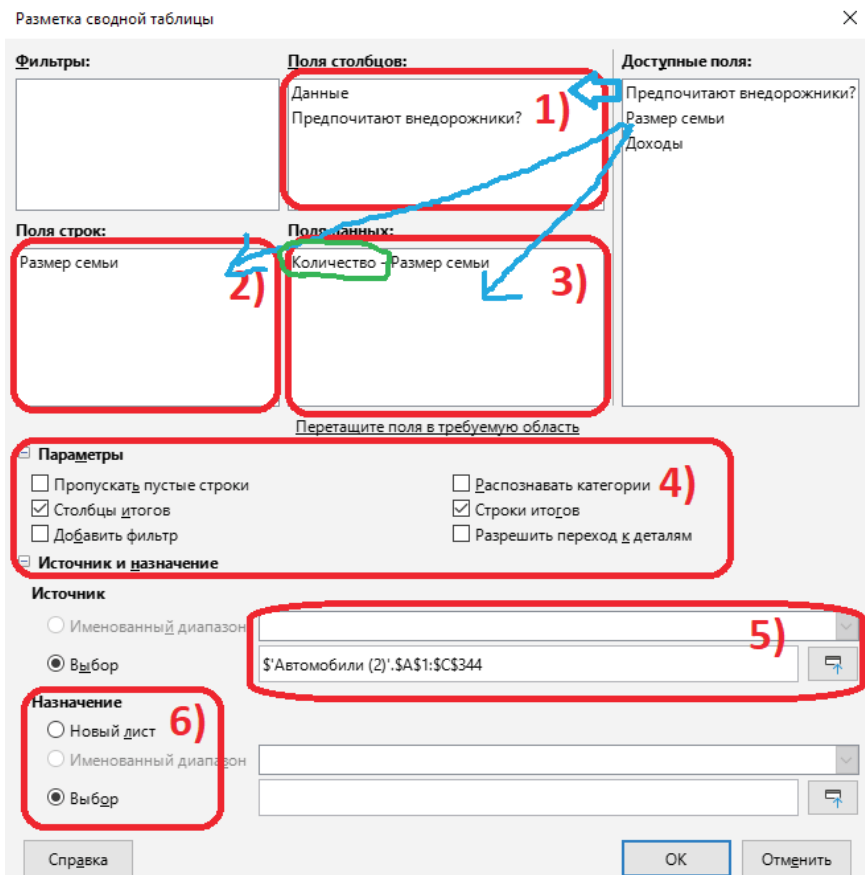 Разметка сводной таблицы
Фильтры:
Поля столбцов:
Доступные поля:
Данные
Предпочитают внедорожники?
1)
Предпочитают внедорожники?
Размер семьи
Доходы
Поля строк:
Поля данных:
Размер семьи
2)
Количество - Размер семьи
3)
Перетащите поля в требуемую область
Параметры
Пропускать пустые строки
Распознавать категории
4)
Столбцы итогов
Строки итогов
Добавить фильтр
Разрешить переход к деталям
Источник и назначение
Источник
Именованный диапазон
5)
Выбор
$'Автомобили (2)'.$A$1:$C$344
Назначение
Новый лист
6)
Именованный диапазон
Выбор
Справка
ОК
Отменить